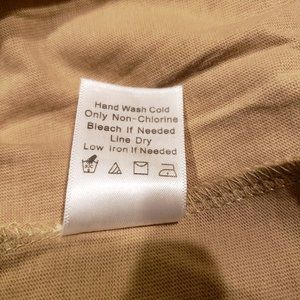 Hand Wash Cold
Only Non-Chlorine
Bleach If Needed
Line Dry
Low Iron If Needed